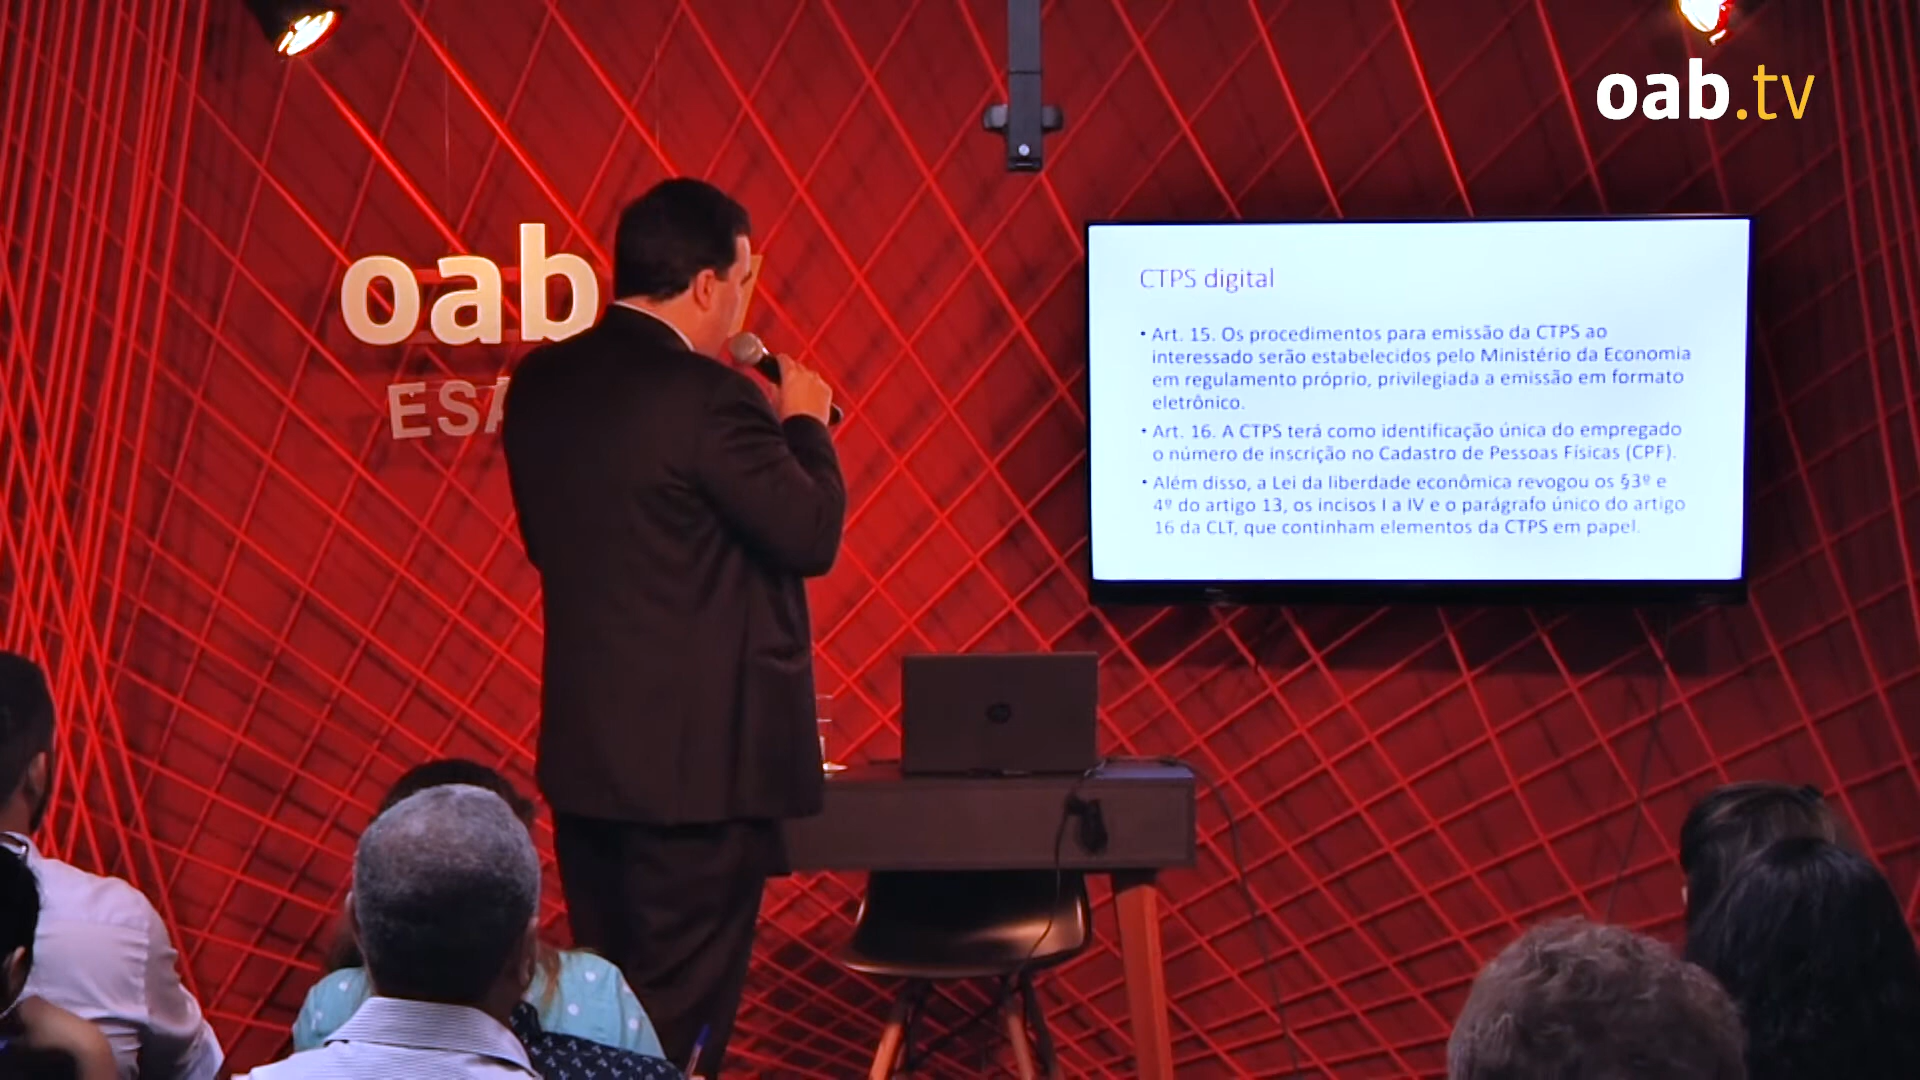 oab.tv
oab
ESA
CTPS digital
• Art. 15. Os procedimentos para emissão da CTPS ao
interessado serão estabelecidos pelo Ministério da Economia
em regulamento próprio, privilegiada a emissão em formato
eletrônico.
• Art. 16. A CTPS terá como identificação única do empregado
o número de inscrição no Cadastro de Pessoas Físicas (CPF).
• Além disso, a Lei da liberdade econômica revogou os §3º e
4º do artigo 13, os incisos I a IV e o parágrafo único do artigo
16 da CLT, que continham elementos da CTPS em papel.